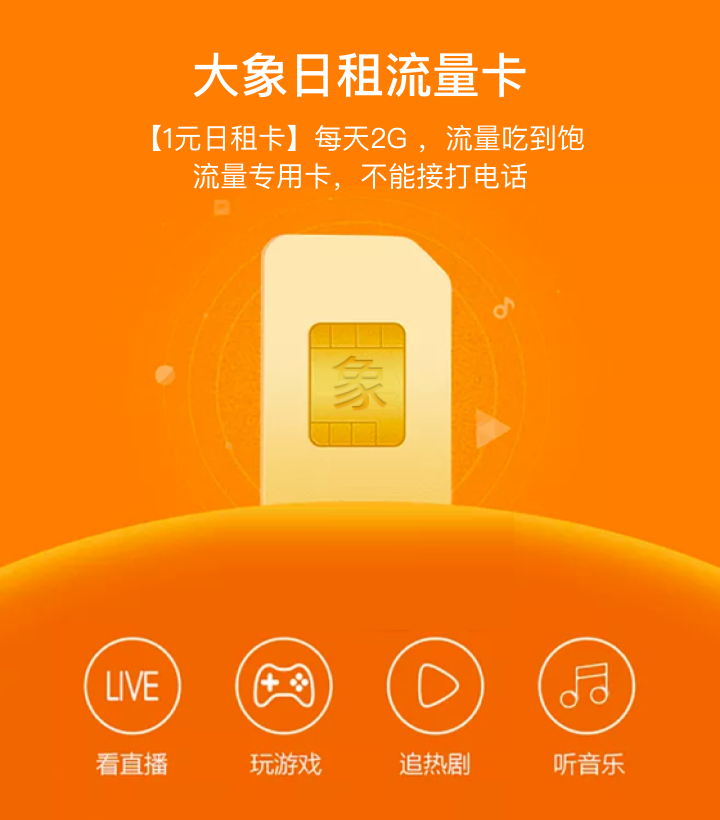 大象日租流量卡
【1元日租卡】每天2G ，流量吃到饱
流量专用卡，不能接打电话
象
LIVE
看直播
玩游戏
追热剧
听音乐